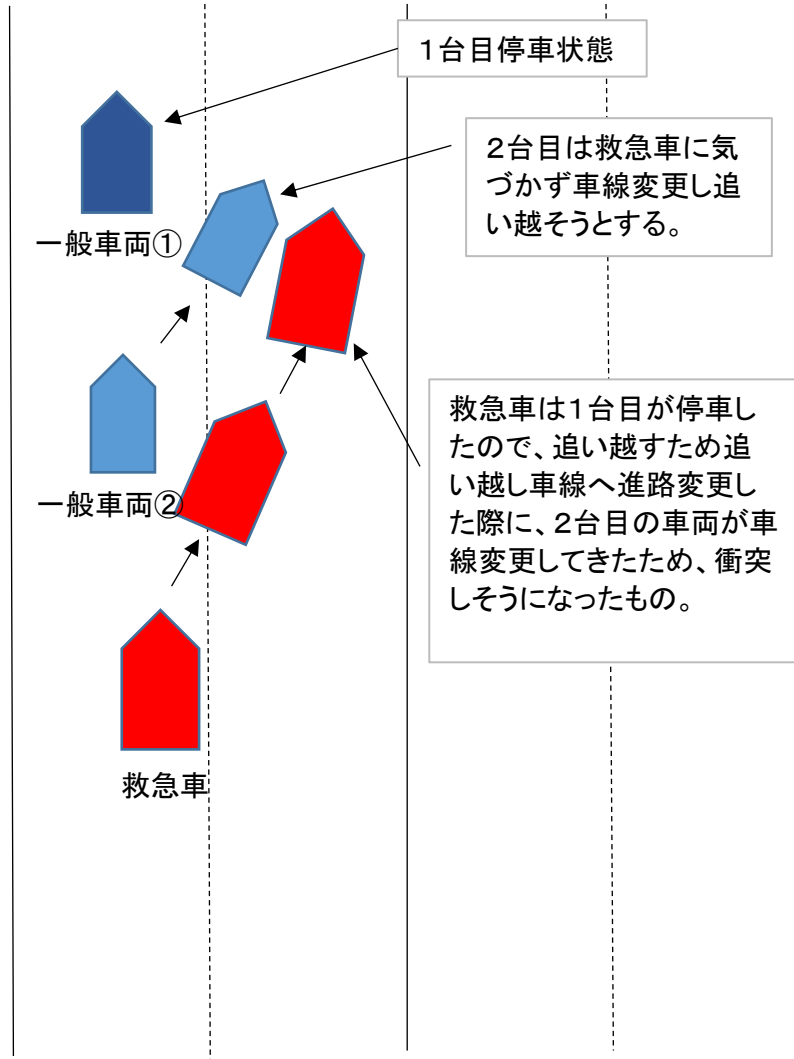 1台目停車状態
2台目は救急車に気
づかず車線変更し追
い越そうとする。
一般車両①
救急車は1台目が停車し
たので、追い越すため追
い越し車線へ進路変更し
た際に、2台目の車両が車
線変更してきたため、衝突
しそうになったもの。
一般車両②
救急車